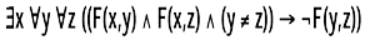 ∃x ∀y ∀z ((F(x,y) ∧ F(x,z) ∧ (y ≠ z)) → ¬F(y,z))